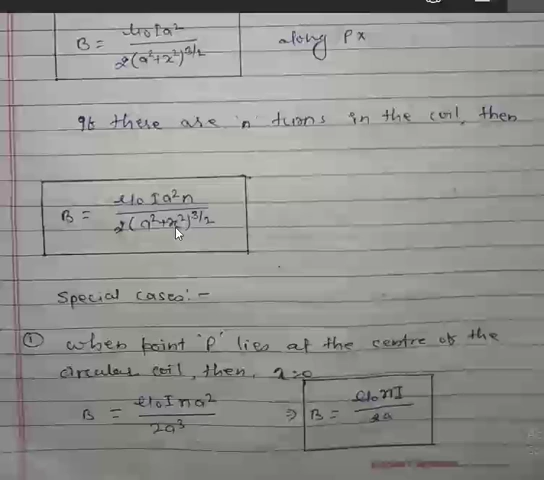 B = μ₀Ia² / 2(a²+x²)^3/2 along Px
If there are 'n' turns in the coil, then
B = μ₀Ia²n / 2(a²+x²)^3/2
Special cases:-
① when point 'P' lies at the centre of the
circular coil, then, x=0
B = μ₀Ina² / 2a³ ⇒ B = μ₀nI / 2a